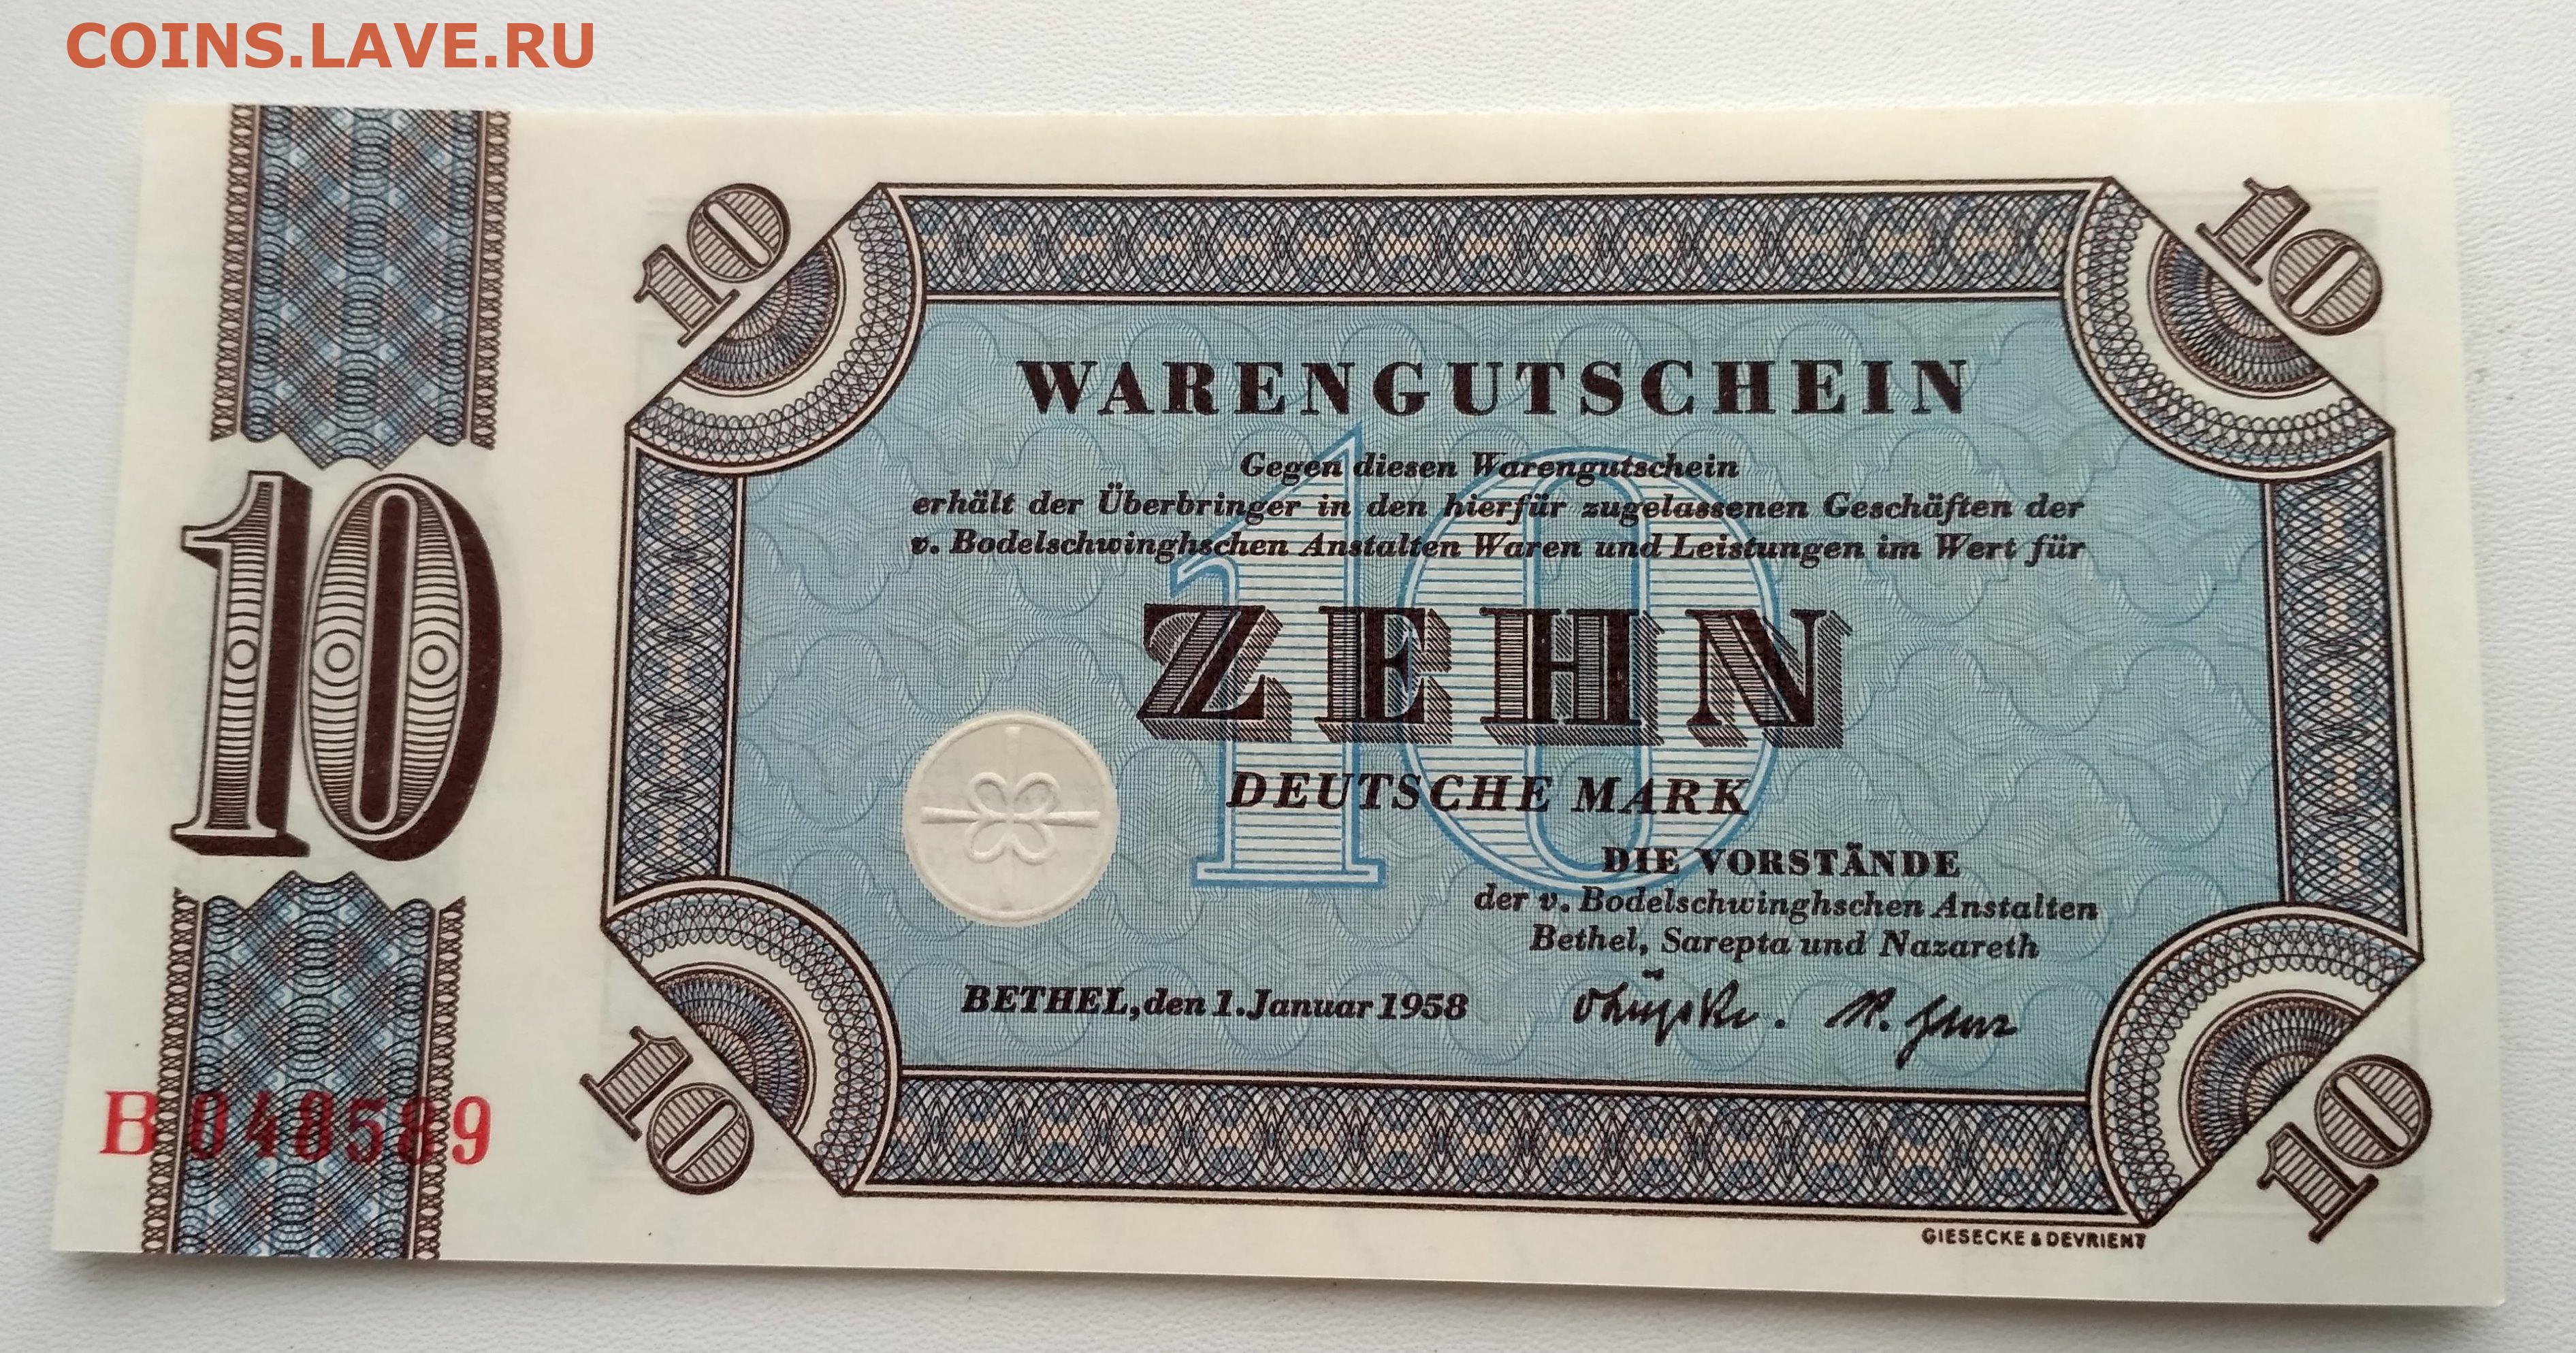 COINS.LAVE.RU
10
10
WARENGUTSCHEIN
Gegen diesen Warengutschein
erhält der Überbringer in den hierfür zugelassenen Geschäften der
v. Bodelschwinghschen Anstalten Waren und Leistungen im Wert für
10
10
ZEHN
DEUTSCHE MARK
DIE VORSTÄNDE
der v. Bodelschwinghschen Anstalten
Bethel, Sarepta und Nazareth
BETHEL, den 1. Januar 1958
B 048589
10
10
GIESECKE & DEVRIENT